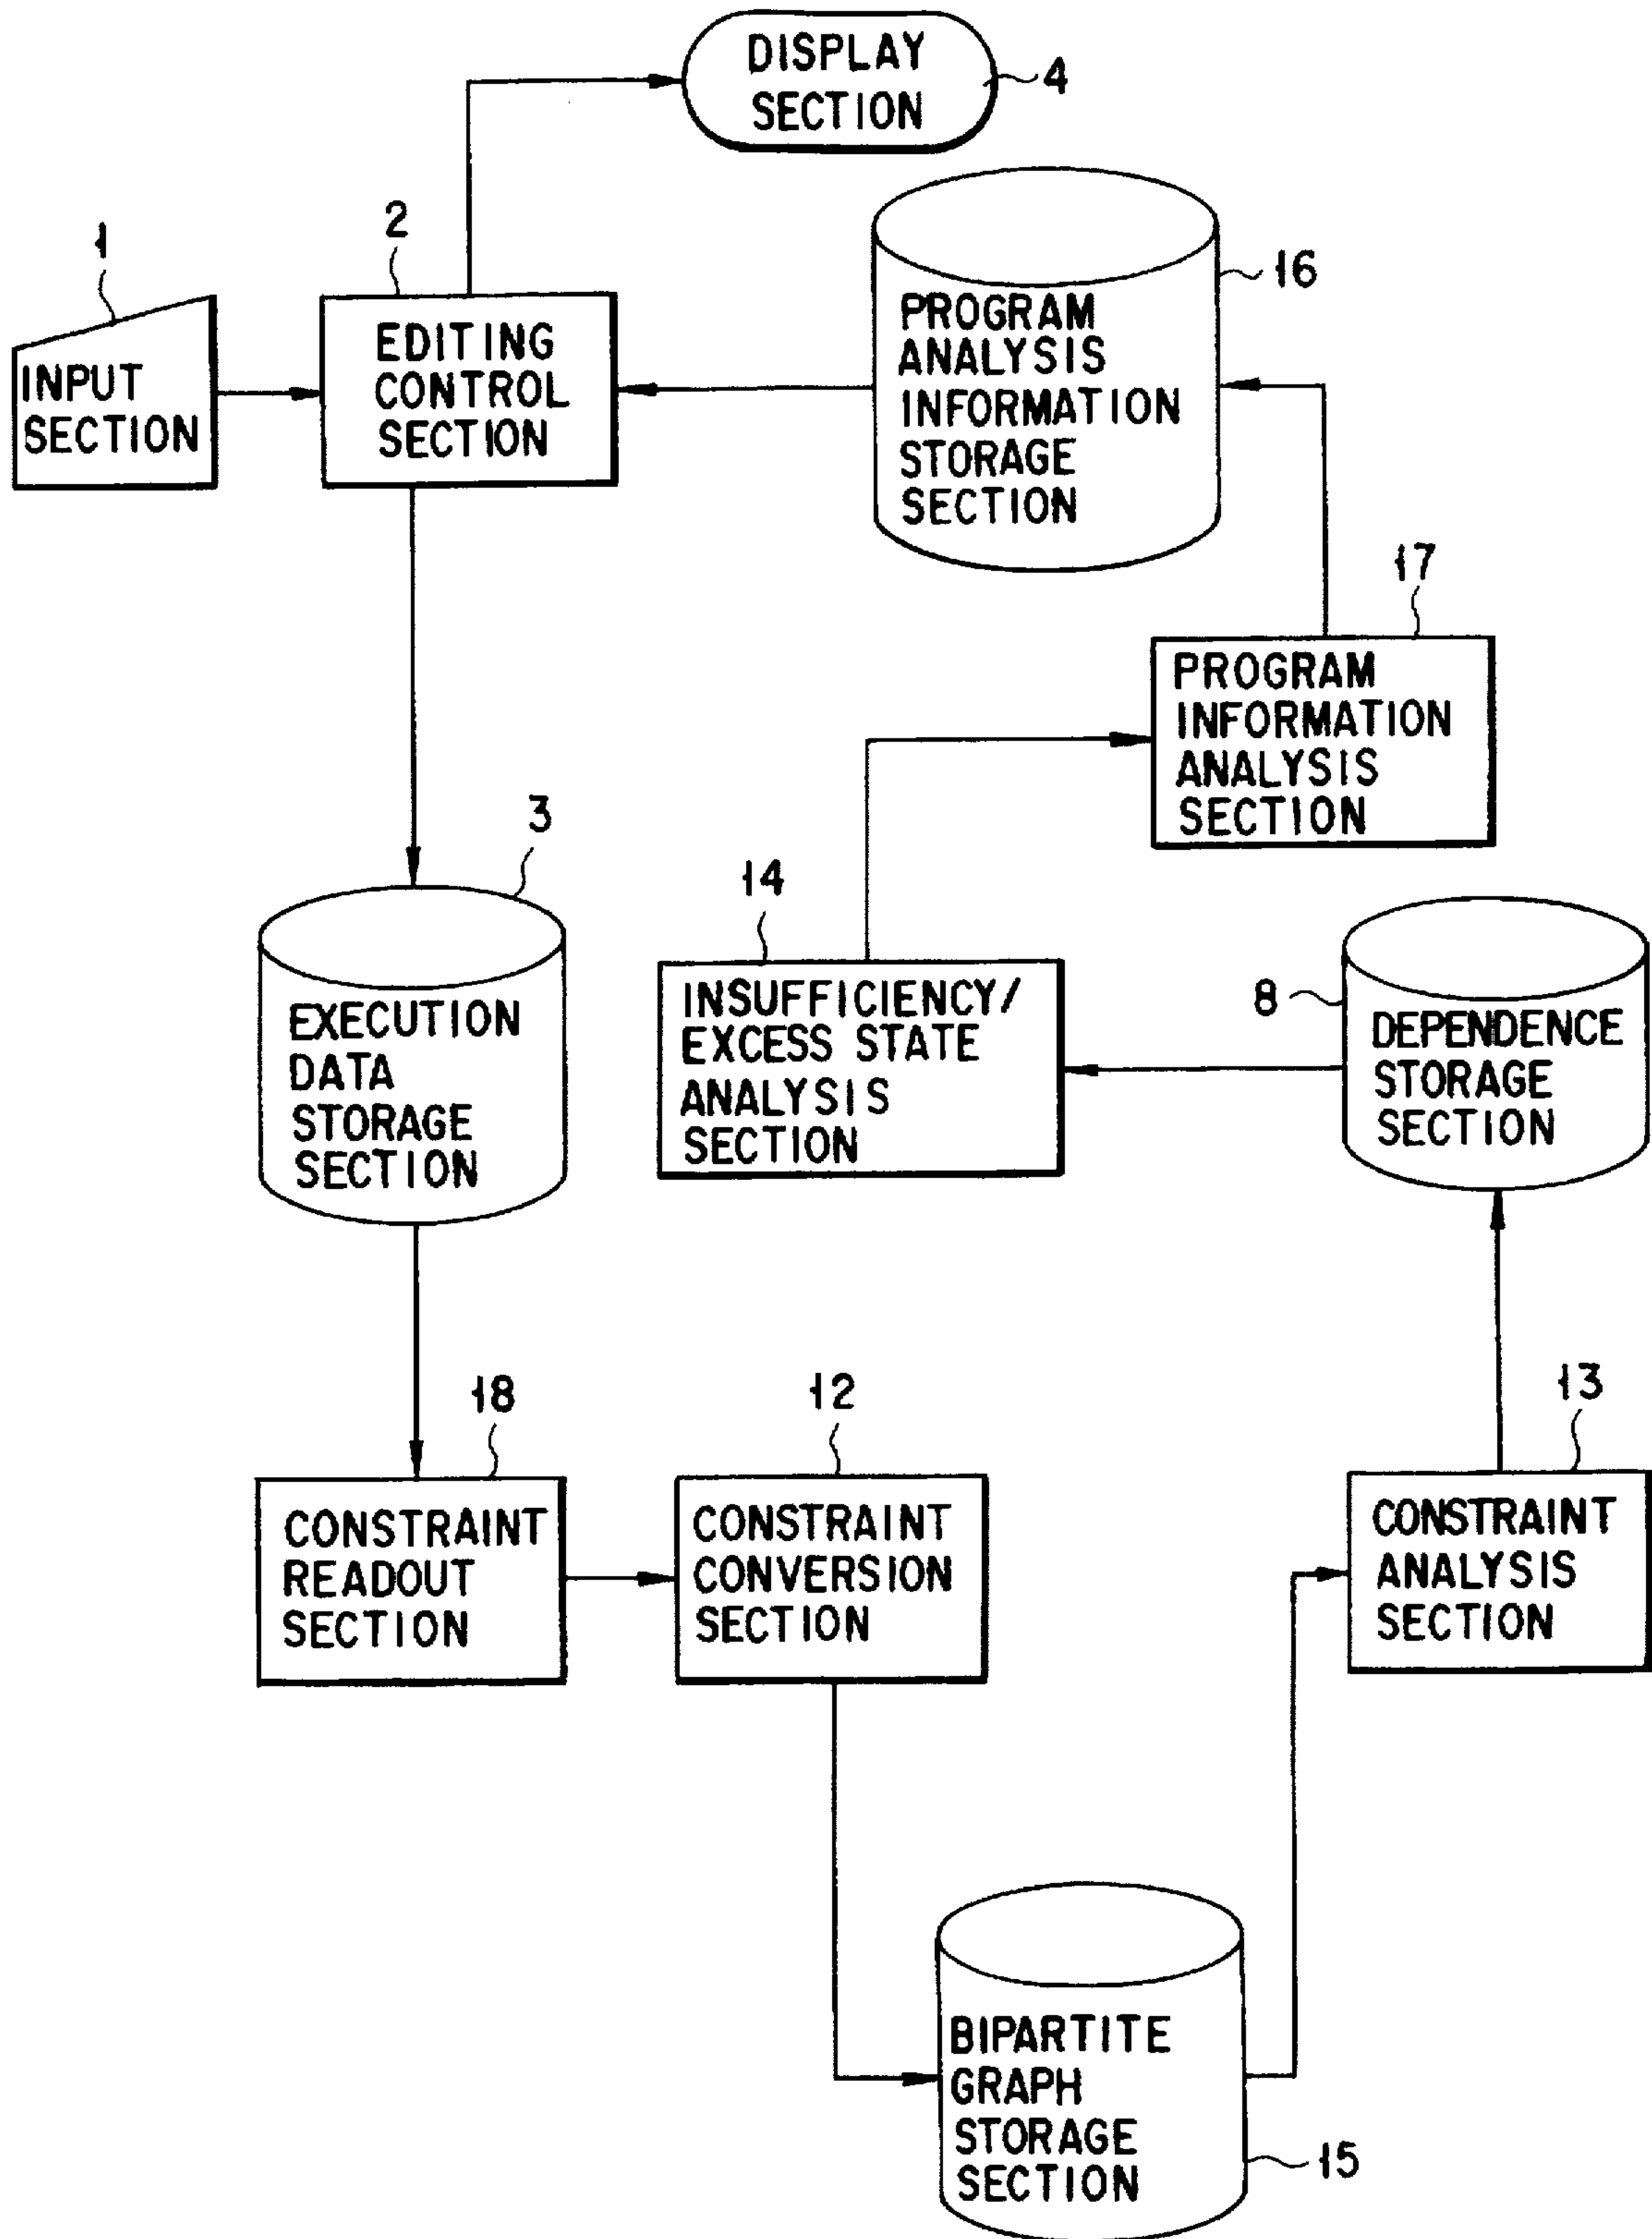 DISPLAY
SECTION
4
1
2
16
INPUT
SECTION
EDITING
CONTROL
SECTION
PROGRAM
ANALYSIS
INFORMATION
STORAGE
SECTION
17
PROGRAM
INFORMATION
ANALYSIS
SECTION
3
14
8
EXECUTION
DATA
STORAGE
SECTION
INSUFFICIENCY/
EXCESS STATE
ANALYSIS
SECTION
DEPENDENCE
STORAGE
SECTION
18
12
13
CONSTRAINT
READOUT
SECTION
CONSTRAINT
CONVERSION
SECTION
CONSTRAINT
ANALYSIS
SECTION
BIPARTITE
GRAPH
STORAGE
SECTION
15